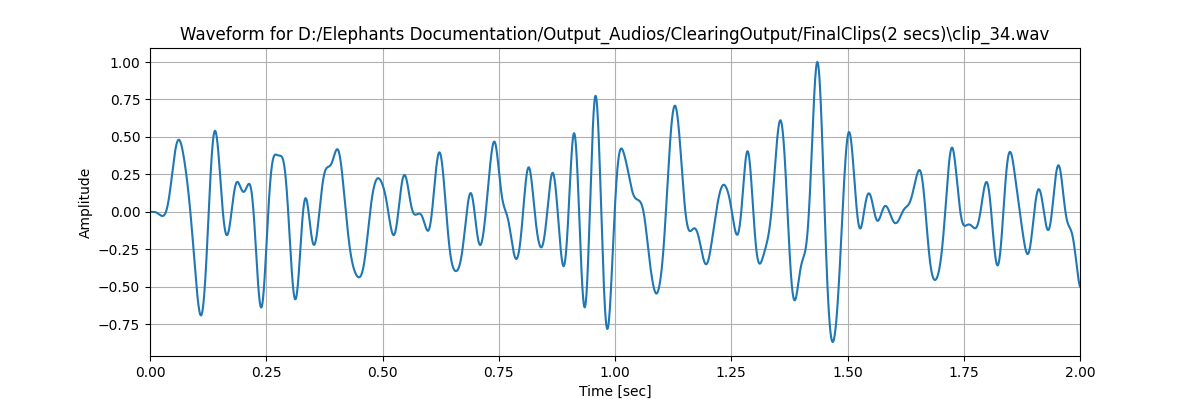 Waveform for D:/Elephants Documentation/Output_Audios/ClearingOutput/FinalClips(2 secs)\clip_34.wav
1.00
0.75
0.50
0.25
0.00
−0.25
−0.50
−0.75
Amplitude
0.00 0.25 0.50 0.75 1.00 1.25 1.50 1.75 2.00
Time [sec]